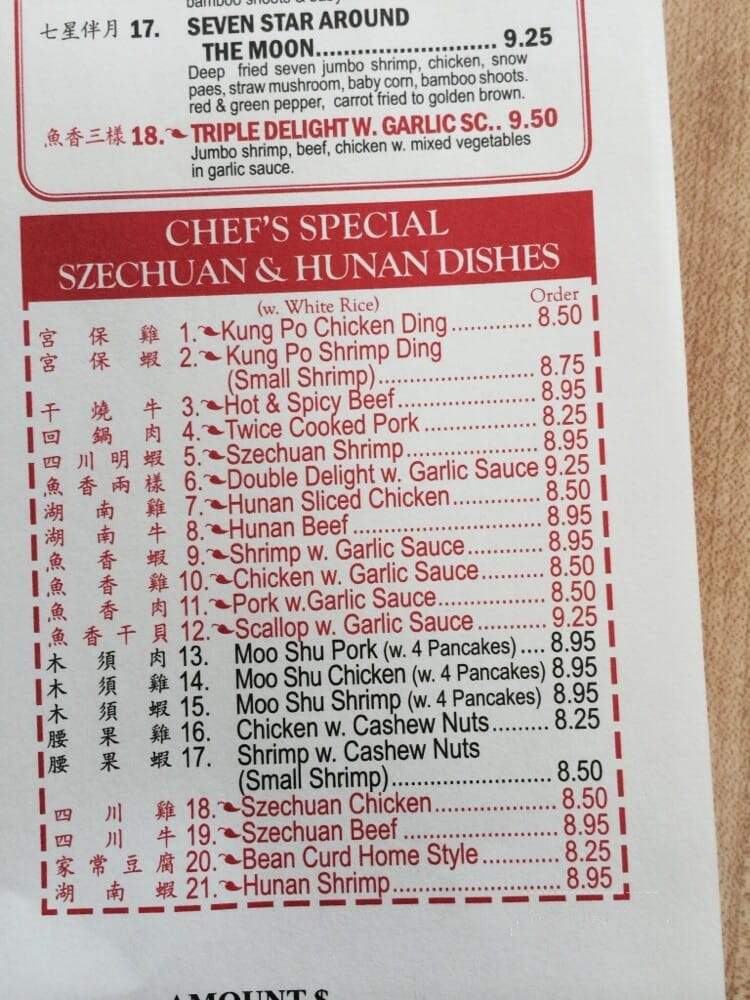 七星伴月 17. SEVEN STAR AROUND
THE MOON........................... 9.25
Deep fried seven jumbo shrimp, chicken, snow
paes, straw mushroom, baby corn, bamboo shoots.
red & green pepper, carrot fried to golden brown.
魚香三樣 18. TRIPLE DELIGHT W. GARLIC SC.. 9.50
Jumbo shrimp, beef, chicken w. mixed vegetables
in garlic sauce.
CHEF'S SPECIAL
SZECHUAN & HUNAN DISHES
(w. White Rice) Order
宮 保 雞 1. Kung Po Chicken Ding ............. 8.50
宮 保 蝦 2. Kung Po Shrimp Ding
(Small Shrimp)......................... 8.75
干 燒 牛 3. Hot & Spicy Beef...................... 8.95
回 鍋 肉 4. Twice Cooked Pork .................. 8.25
四 川 明 蝦 5. Szechuan Shrimp...................... 8.95
魚 香 兩 樣 6. Double Delight w. Garlic Sauce 9.25
湖 南 雞 7. Hunan Sliced Chicken .............. 8.50
湖 南 牛 8. Hunan Beef............................... 8.95
魚 香 蝦 9. Shrimp w. Garlic Sauce............ 8.95
魚 香 雞 10. Chicken w. Garlic Sauce.......... 8.50
魚 香 肉 11. Pork w.Garlic Sauce................. 8.50
魚 香 干 貝 12. Scallop w. Garlic Sauce ........... 9.25
木 須 肉 13. Moo Shu Pork (w. 4 Pancakes) .... 8.95
木 須 雞 14. Moo Shu Chicken (w. 4 Pancakes) 8.95
木 須 蝦 15. Moo Shu Shrimp (w. 4 Pancakes) 8.95
腰 果 雞 16. Chicken w. Cashew Nuts......... 8.25
腰 果 蝦 17. Shrimp w. Cashew Nuts
(Small Shrimp)......................... 8.50
四 川 雞 18. Szechuan Chicken.................... 8.50
四 川 牛 19. Szechuan Beef ......................... 8.95
家 常 豆 腐 20. Bean Curd Home Style ............ 8.25
湖 南 蝦 21. Hunan Shrimp........................... 8.95